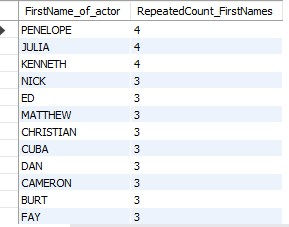 FirstName_of_actor RepeatedCount_FirstNames
PENELOPE 4
JULIA 4
KENNETH 4
NICK 3
ED 3
MATTHEW 3
CHRISTIAN 3
CUBA 3
DAN 3
CAMERON 3
BURT 3
FAY 3